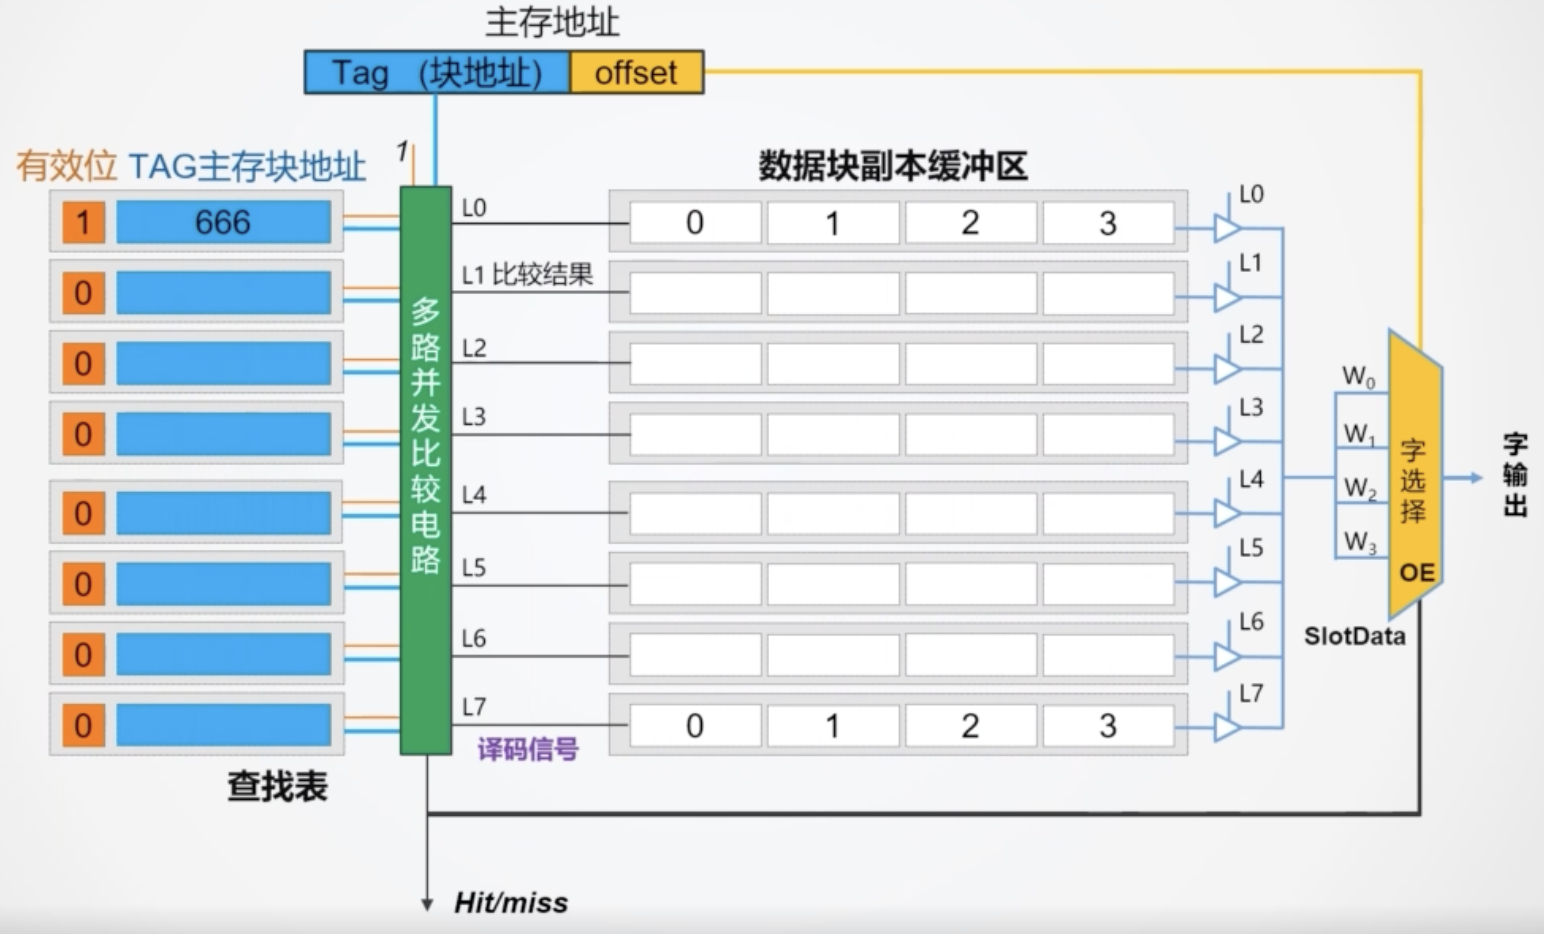 主存地址
Tag (块地址) offset
有效位 TAG主存块地址
1
数据块副本缓冲区
1 666 L0 0 1 2 3 L0
0 L1 比较结果 L1
0 L2 L2
0 L3 L3
0 L4 L4
0 L5 L5
0 L6 L6
0 L7 0 1 2 3 L7
多路并发比较电路
译码信号
查找表
W0
W1
W2
W3
字选择
OE
SlotData
字输出
Hit/miss